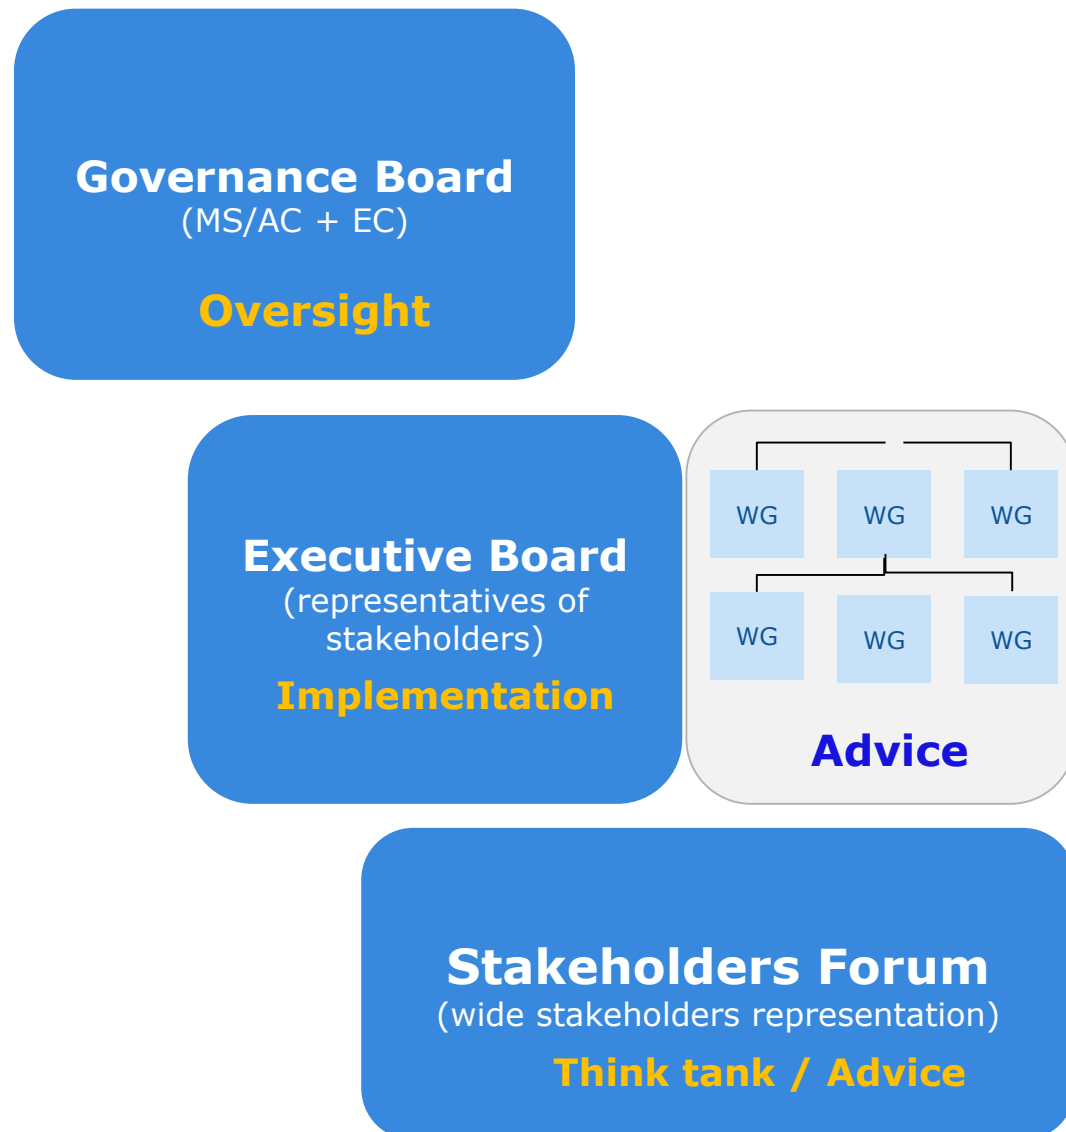 Governance Board
(MS/AC + EC)
Oversight
Executive Board
(representatives of
stakeholders)
Implementation
WG
WG
WG
WG
WG
WG
Advice
Stakeholders Forum
(wide stakeholders representation)
Think tank / Advice